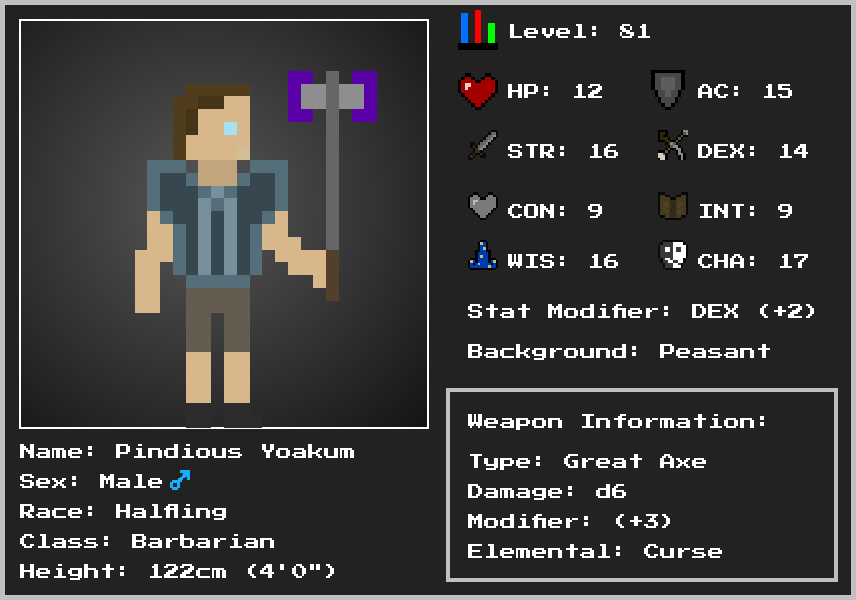 Level: 81
HP: 12 AC: 15
STR: 16 DEX: 14
CON: 9 INT: 9
WIS: 16 CHA: 17
Stat Modifier: DEX (+2)
Background: Peasant
Weapon Information:
Type: Great Axe
Damage: d6
Modifier: (+3)
Elemental: Curse
Name: Pindious Yoakum
Sex: Male♂
Race: Halfling
Class: Barbarian
Height: 122cm (4'0")